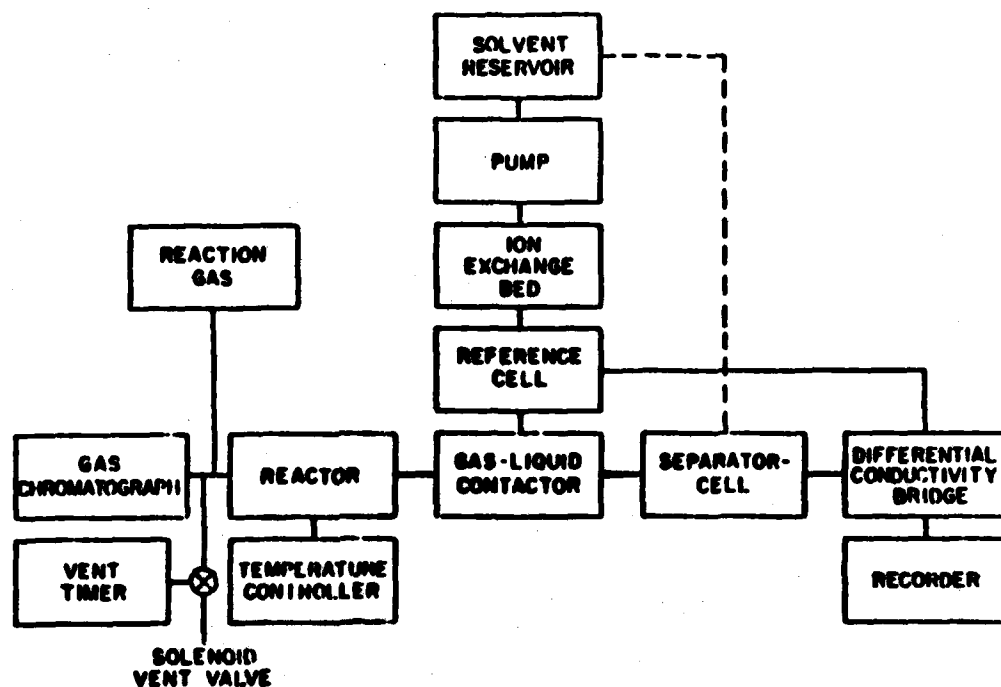 SOLVENT
RESERVOIR
PUMP
ION
EXCHANGE
BED
REACTION
GAS
REFERENCE
CELL
GAS
CHROMATOGRAPH
REACTOR
GAS-LIQUID
CONTACTOR
SEPARATOR-
CELL
DIFFERENTIAL
CONDUCTIVITY
BRIDGE
VENT
TIMER
TEMPERATURE
CONTROLLER
RECORDER
SOLENOID
VENT VALVE